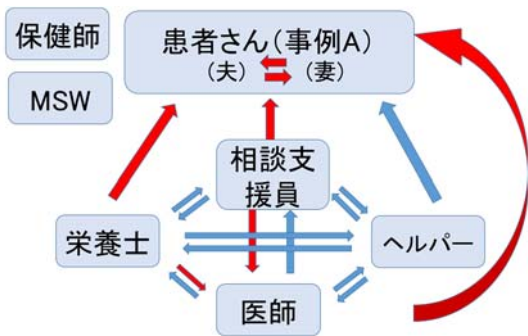 保健師
患者さん(事例A)
(夫) (妻)
MSW
相談支
援員
栄養士
ヘルパー
医師